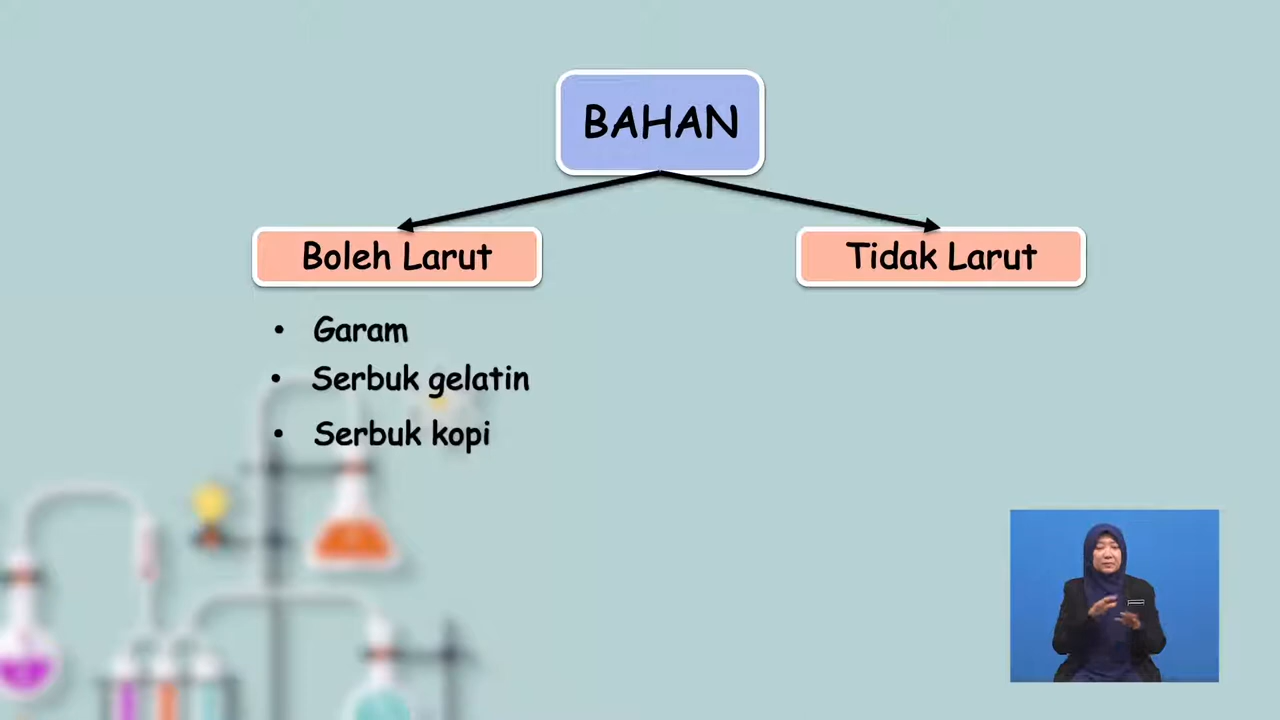 BAHAN
Boleh Larut
Tidak Larut
• Garam
• Serbuk gelatin
• Serbuk kopi